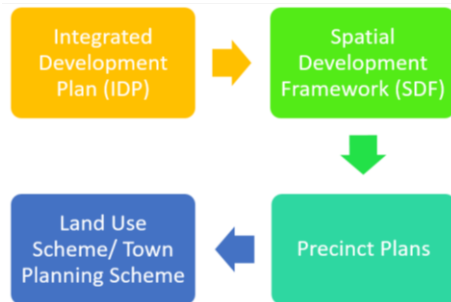 Integrated
Development
Plan (IDP)
Spatial
Development
Framework (SDF)
Precinct Plans
Land Use
Scheme/ Town
Planning Scheme